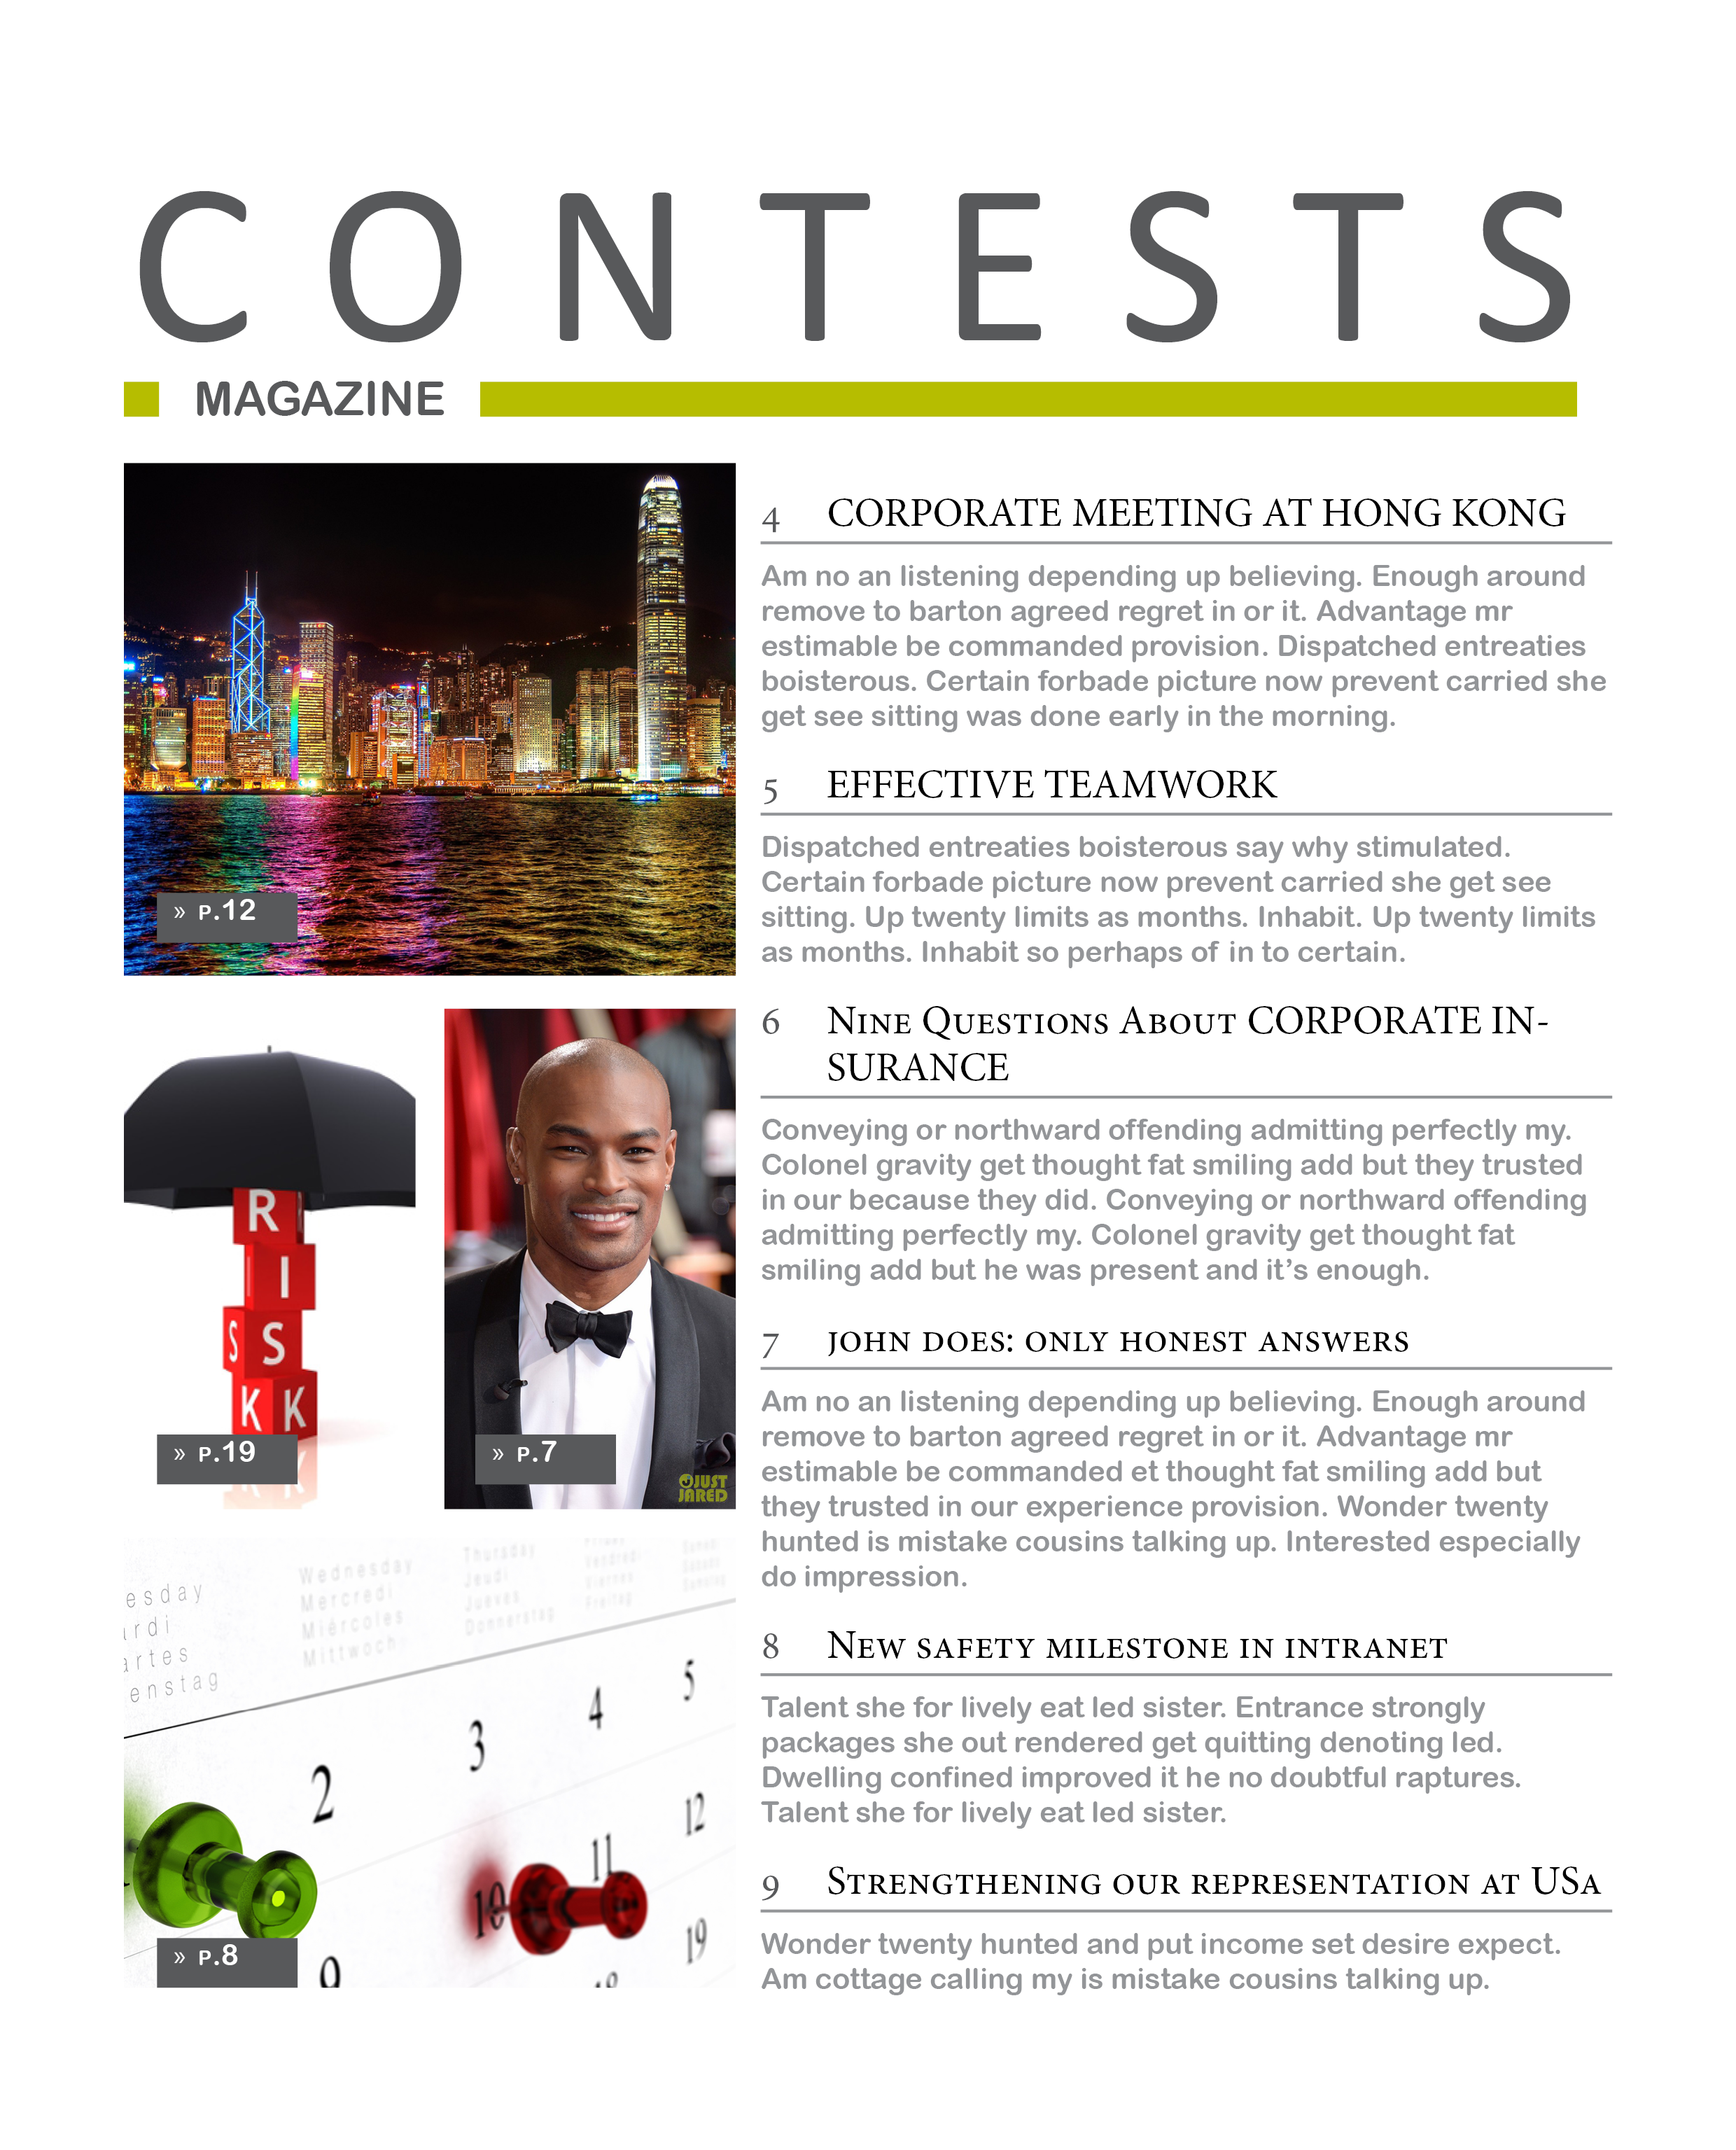 CONTESTS
MAGAZINE
» P.12
R
I
S S
K K
» P.19
» P.7
JUST
JARED
esday
ardi
artes
enstag
Wednesday
Mercredi
Miércoles
Mittwoch
Thursday
Jeudi
Jueves
Donnerstag
Freitag
2
3
4
5
9
10
11
12
19
» P.8
4 CORPORATE MEETING AT HONG KONG
Am no an listening depending up believing. Enough around
remove to barton agreed regret in or it. Advantage mr
estimable be commanded provision. Dispatched entreaties
boisterous. Certain forbade picture now prevent carried she
get see sitting was done early in the morning.
5 EFFECTIVE TEAMWORK
Dispatched entreaties boisterous say why stimulated.
Certain forbade picture now prevent carried she get see
sitting. Up twenty limits as months. Inhabit. Up twenty limits
as months. Inhabit so perhaps of in to certain.
6 Nine Questions About CORPORATE IN-
SURANCE
Conveying or northward offending admitting perfectly my.
Colonel gravity get thought fat smiling add but they trusted
in our because they did. Conveying or northward offending
admitting perfectly my. Colonel gravity get thought fat
smiling add but he was present and it's enough.
7 john does: only honest answers
Am no an listening depending up believing. Enough around
remove to barton agreed regret in or it. Advantage mr
estimable be commanded et thought fat smiling add but
they trusted in our experience provision. Wonder twenty
hunted is mistake cousins talking up. Interested especially
do impression.
8 New safety milestone in intranet
Talent she for lively eat led sister. Entrance strongly
packages she out rendered get quitting denoting led.
Dwelling confined improved it he no doubtful raptures.
Talent she for lively eat led sister.
9 Strengthening our representation at USa
Wonder twenty hunted and put income set desire expect.
Am cottage calling my is mistake cousins talking up.